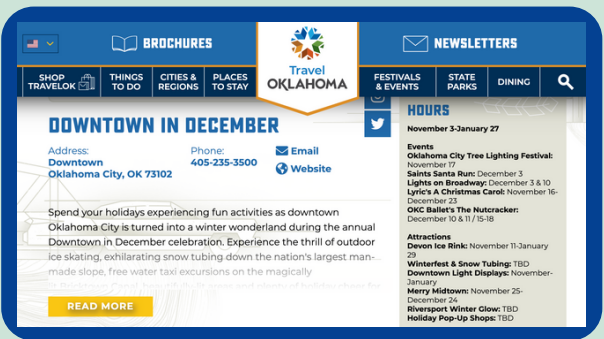 BROCHURES
NEWSLETTERS
Travel
OKLAHOMA
SHOP
TRAVELOK
THINGS
TO DO
CITIES &
REGIONS
PLACES
TO STAY
FESTIVALS
& EVENTS
STATE
PARKS
DINING
DOWNTOWN IN DECEMBER
Address:
Downtown
Oklahoma City, OK 73102
Phone:
405-235-3500
Email
Website
Spend your holidays experiencing fun activities as downtown
Oklahoma City is turned into a winter wonderland during the annual
Downtown in December celebration. Experience the thrill of outdoor
ice skating, exhilarating snow tubing down the nation's largest man-
made slope, free water taxi excursions on the magically
READ MORE
HOURS
November 3-January 27
Events
Oklahoma City Tree Lighting Festival:
November 17
Saints Santa Run: December 3
Lights on Broadway: December 3 & 10
Lyric's A Christmas Carol: November 16-
December 23
OKC Ballet's The Nutcracker:
December 10 & 11 / 15-18
Attractions
Devon Ice Rink: November 11-January
29
Winterfest & Snow Tubing: TBD
Downtown Light Displays: November-
January
Merry Midtown: November 25-
December 24
Riversport Winter Glow: TBD
Holiday Pop-Up Shops: TBD